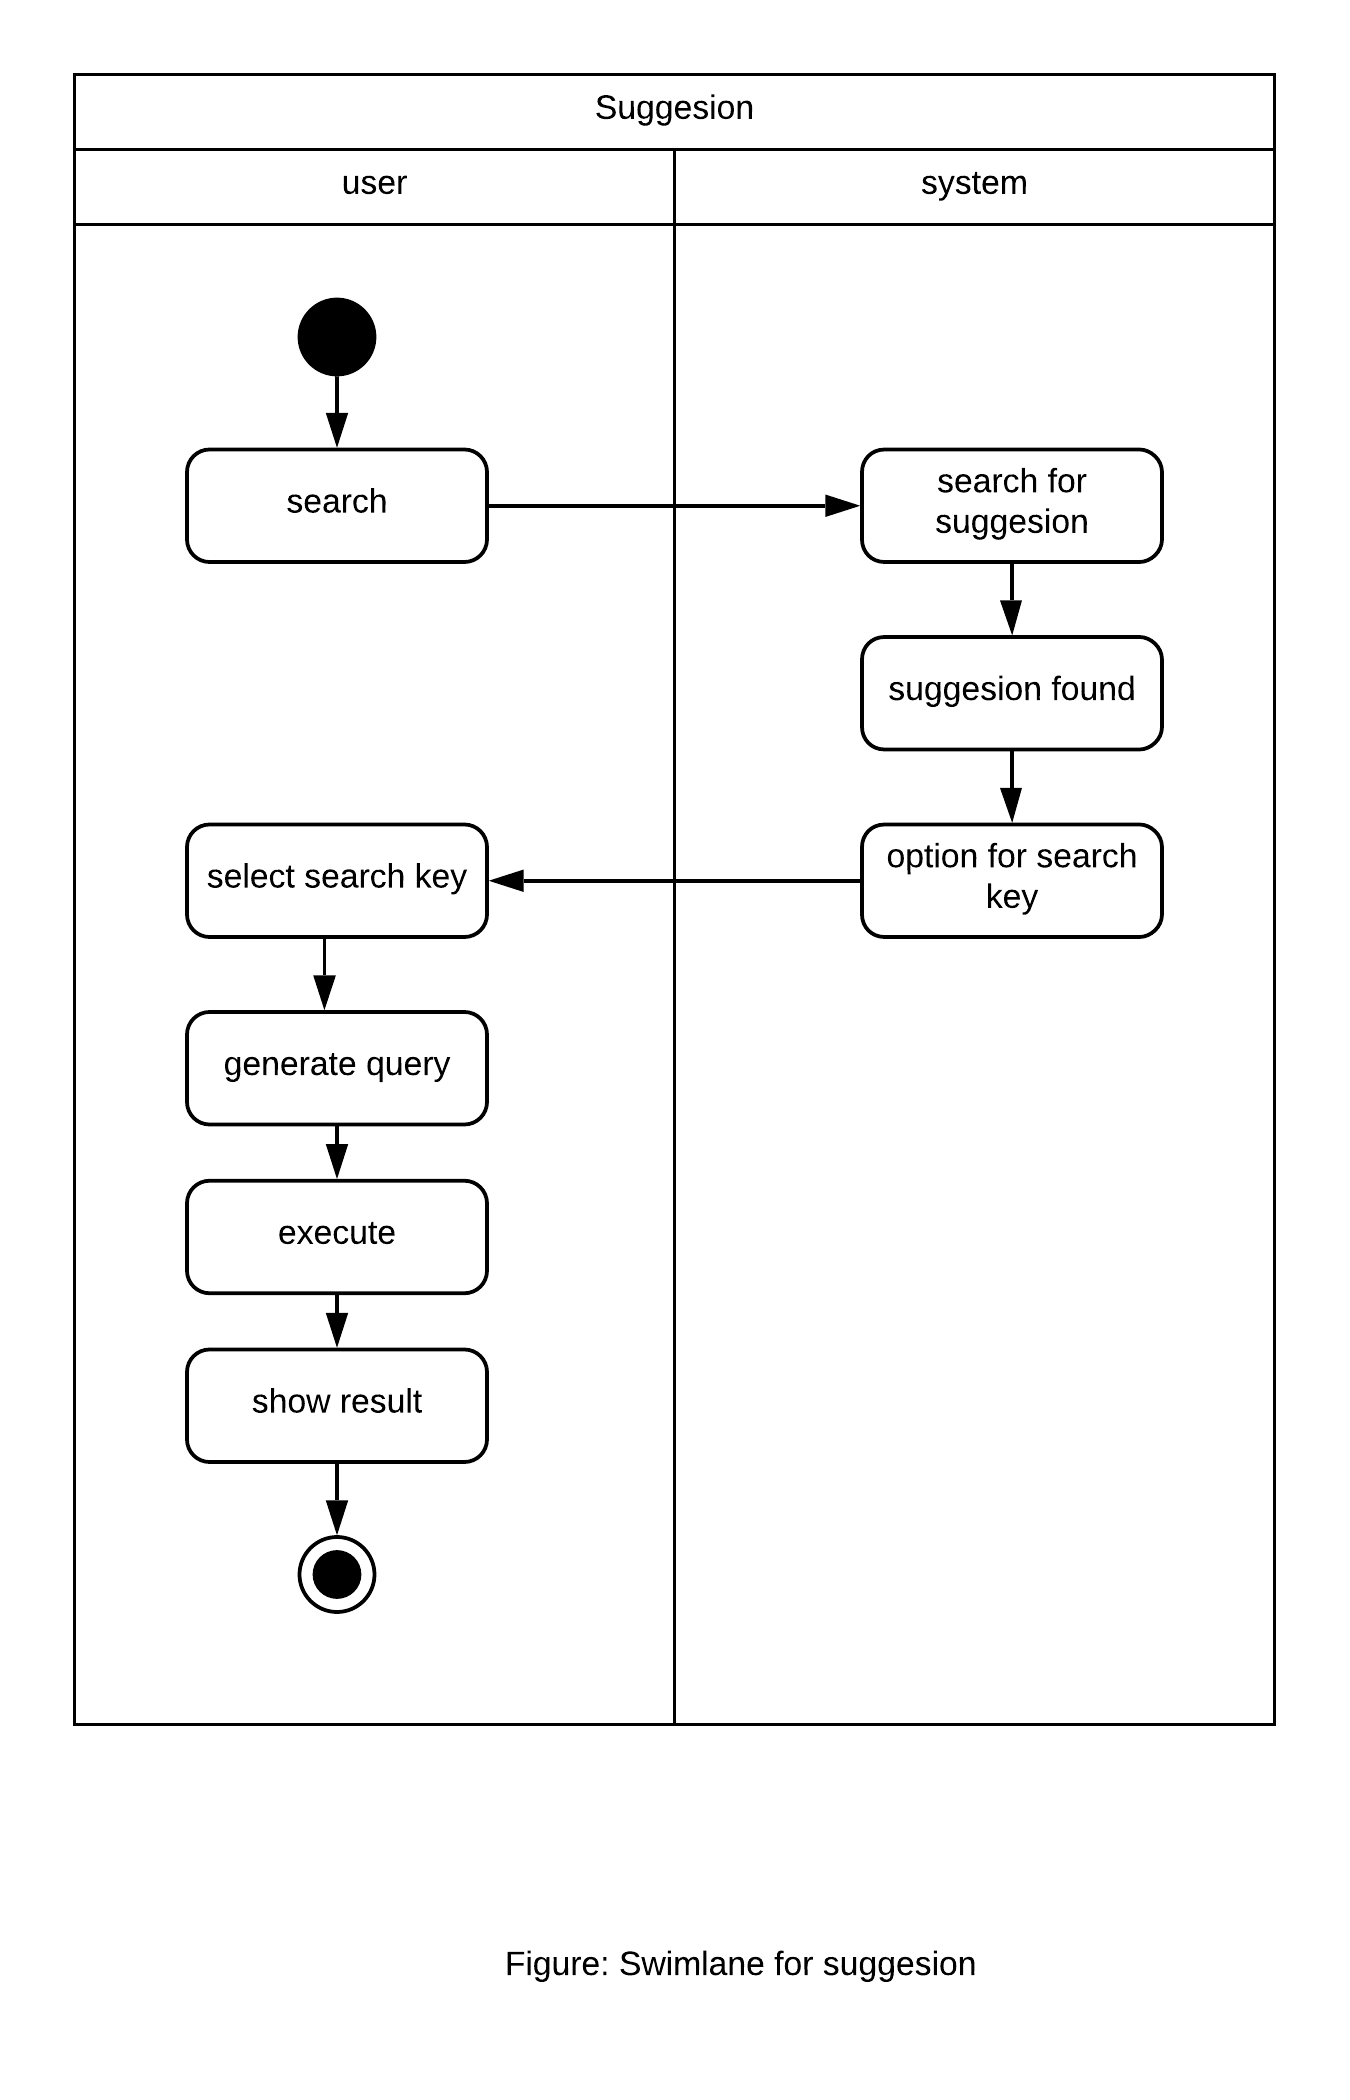 Suggesion
user
system
search
search for
suggesion
suggesion found
select search key
option for search
key
generate query
execute
show result
Figure: Swimlane for suggesion